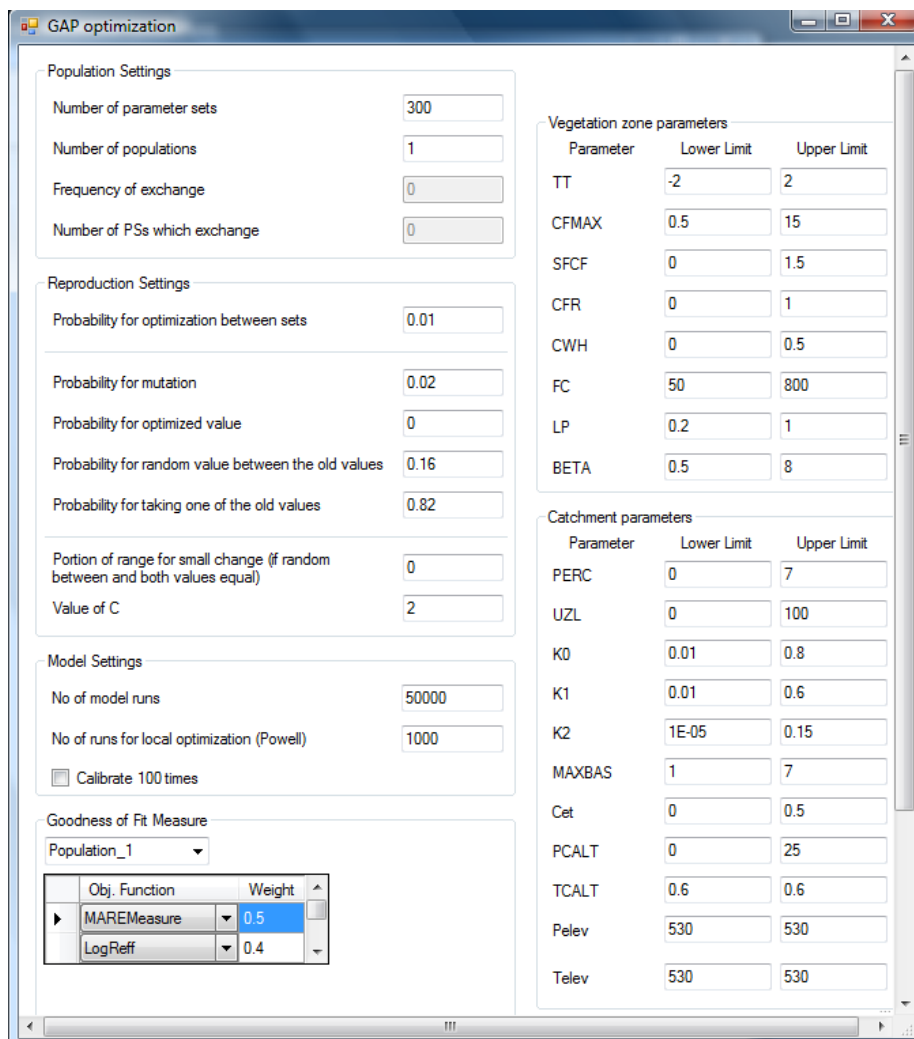 GAP optimization
Population Settings
Number of parameter sets 300
Number of populations 1
Frequency of exchange 0
Number of PSs which exchange 0
Reproduction Settings
Probability for optimization between sets 0.01
Probability for mutation 0.02
Probability for optimized value 0
Probability for random value between the old values 0.16
Probability for taking one of the old values 0.82
Portion of range for small change (if random
between and both values equal) 0
Value of C 2
Model Settings
No of model runs 50000
No of runs for local optimization (Powell) 1000
Calibrate 100 times
Goodness of Fit Measure
Population_1
Obj. Function Weight
MAREMeasure 0.5
LogReff 0.4
Vegetation zone parameters
Parameter Lower Limit Upper Limit
TT -2 2
CFMAX 0.5 15
SFCF 0 1.5
CFR 0 1
CWH 0 0.5
FC 50 800
LP 0.2 1
BETA 0.5 8
Catchment parameters
Parameter Lower Limit Upper Limit
PERC 0 7
UZL 0 100
K0 0.01 0.8
K1 0.01 0.6
K2 1E-05 0.15
MAXBAS 1 7
Cet 0 0.5
PCALT 0 25
TCALT 0.6 0.6
Pelev 530 530
Telev 530 530